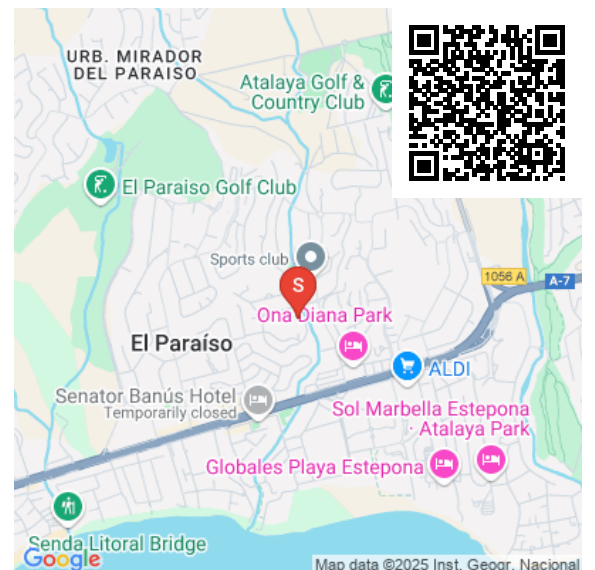 URB. MIRADOR
DEL PARAISO
Atalaya Golf &
Country Club
El Paraiso Golf Club
Sports club
1056 A
A-7
S
Ona Diana Park
El Paraíso
ALDI
Senator Banús Hotel
Temporarily closed
Sol Marbella Estepona
· Atalaya Park
Globales Playa Estepona
Senda Litoral Bridge
Google
Map data ©2025 Inst. Geogr. Nacional